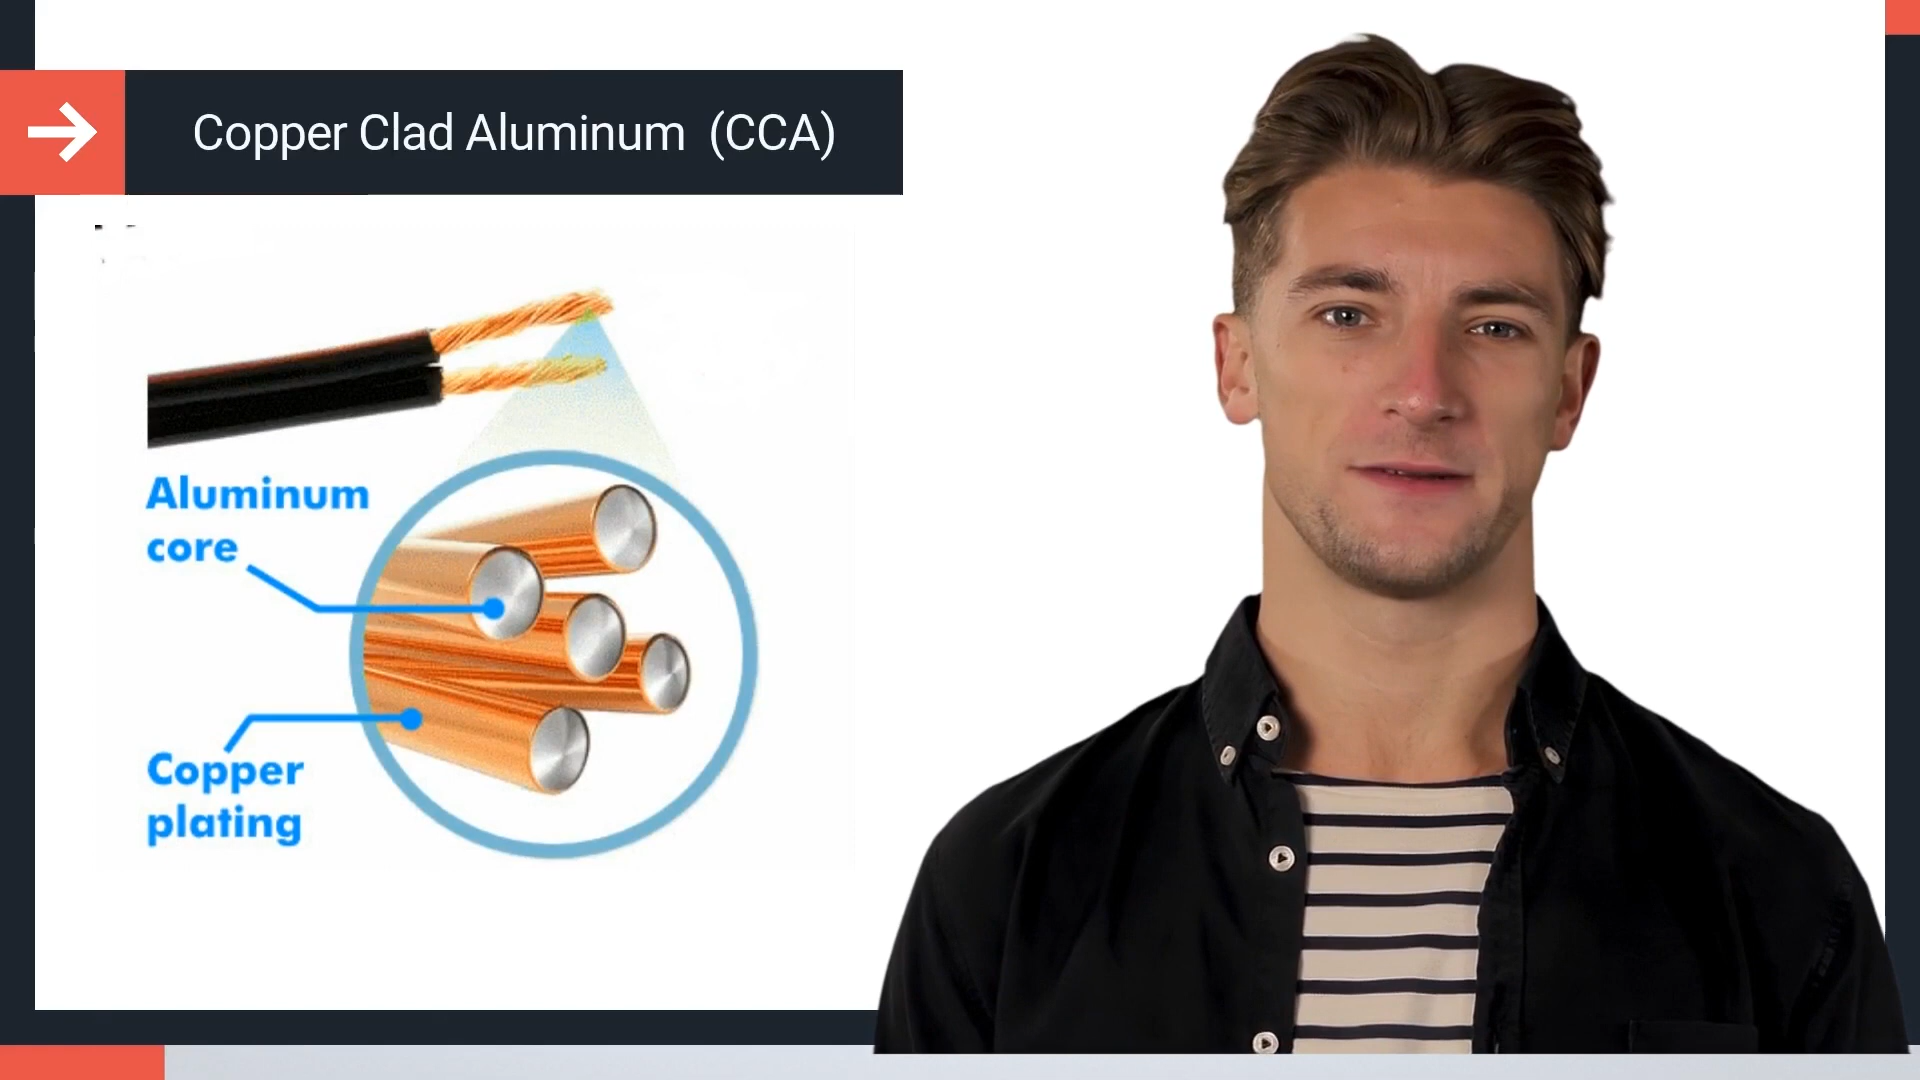 Copper Clad Aluminum (CCA)
Aluminum
core
Copper
plating